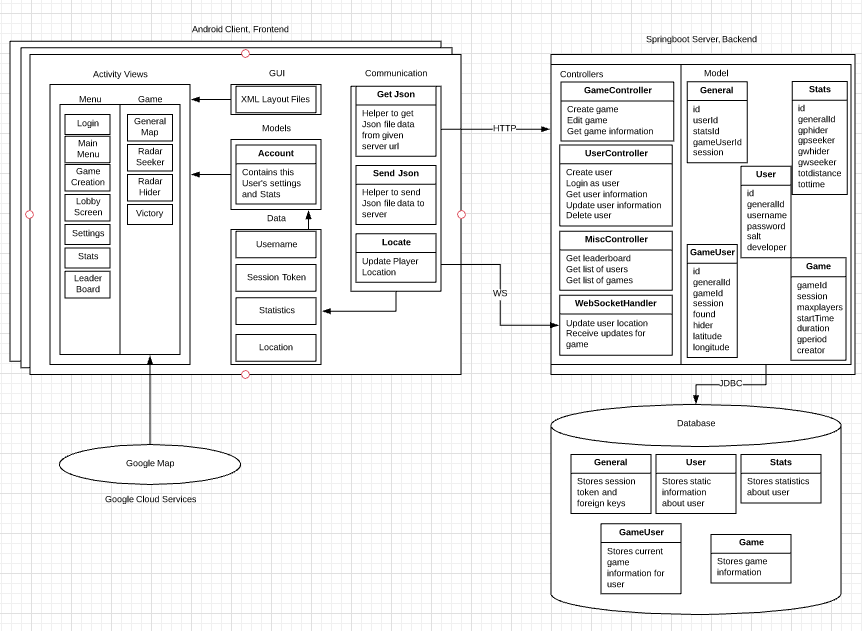 Android Client, Frontend
Activity Views
Menu
Login
Main
Menu
Game
Creation
Lobby
Screen
Settings
Stats
Leader
Board
Game
General
Map
Radar
Seeker
Radar
Hider
Victory
GUI
XML Layout Files
Models
Account
Contains this
User's settings
and Stats
Data
Username
Session Token
Statistics
Location
Communication
Get Json
Helper to get
Json file data
from given
server url
Send Json
Helper to send
Json file data to
server
Locate
Update Player
Location
HTTP
WS
Google Map
Google Cloud Services
Springboot Server, Backend
Controllers
GameController
Create game
Edit game
Get game information
UserController
Create user
Login as user
Get user information
Update user information
Delete user
MiscController
Get leaderboard
Get list of users
Get list of games
WebSocketHandler
Update user location
Receive updates for
game
Model
General
id
userId
statsId
gameUserId
session
User
id
generalId
username
password
salt
developer
Stats
id
generalId
gphider
gpseeker
gwhider
gwseeker
totdistance
tottime
GameUser
id
generalId
gameId
session
found
hider
latitude
longitude
Game
gameId
session
maxplayers
startTime
duration
gperiod
creator
JDBC
Database
General
Stores session
token and
foreign keys
User
Stores static
information
about user
Stats
Stores statistics
about user
GameUser
Stores current
game
information for
user
Game
Stores game
information